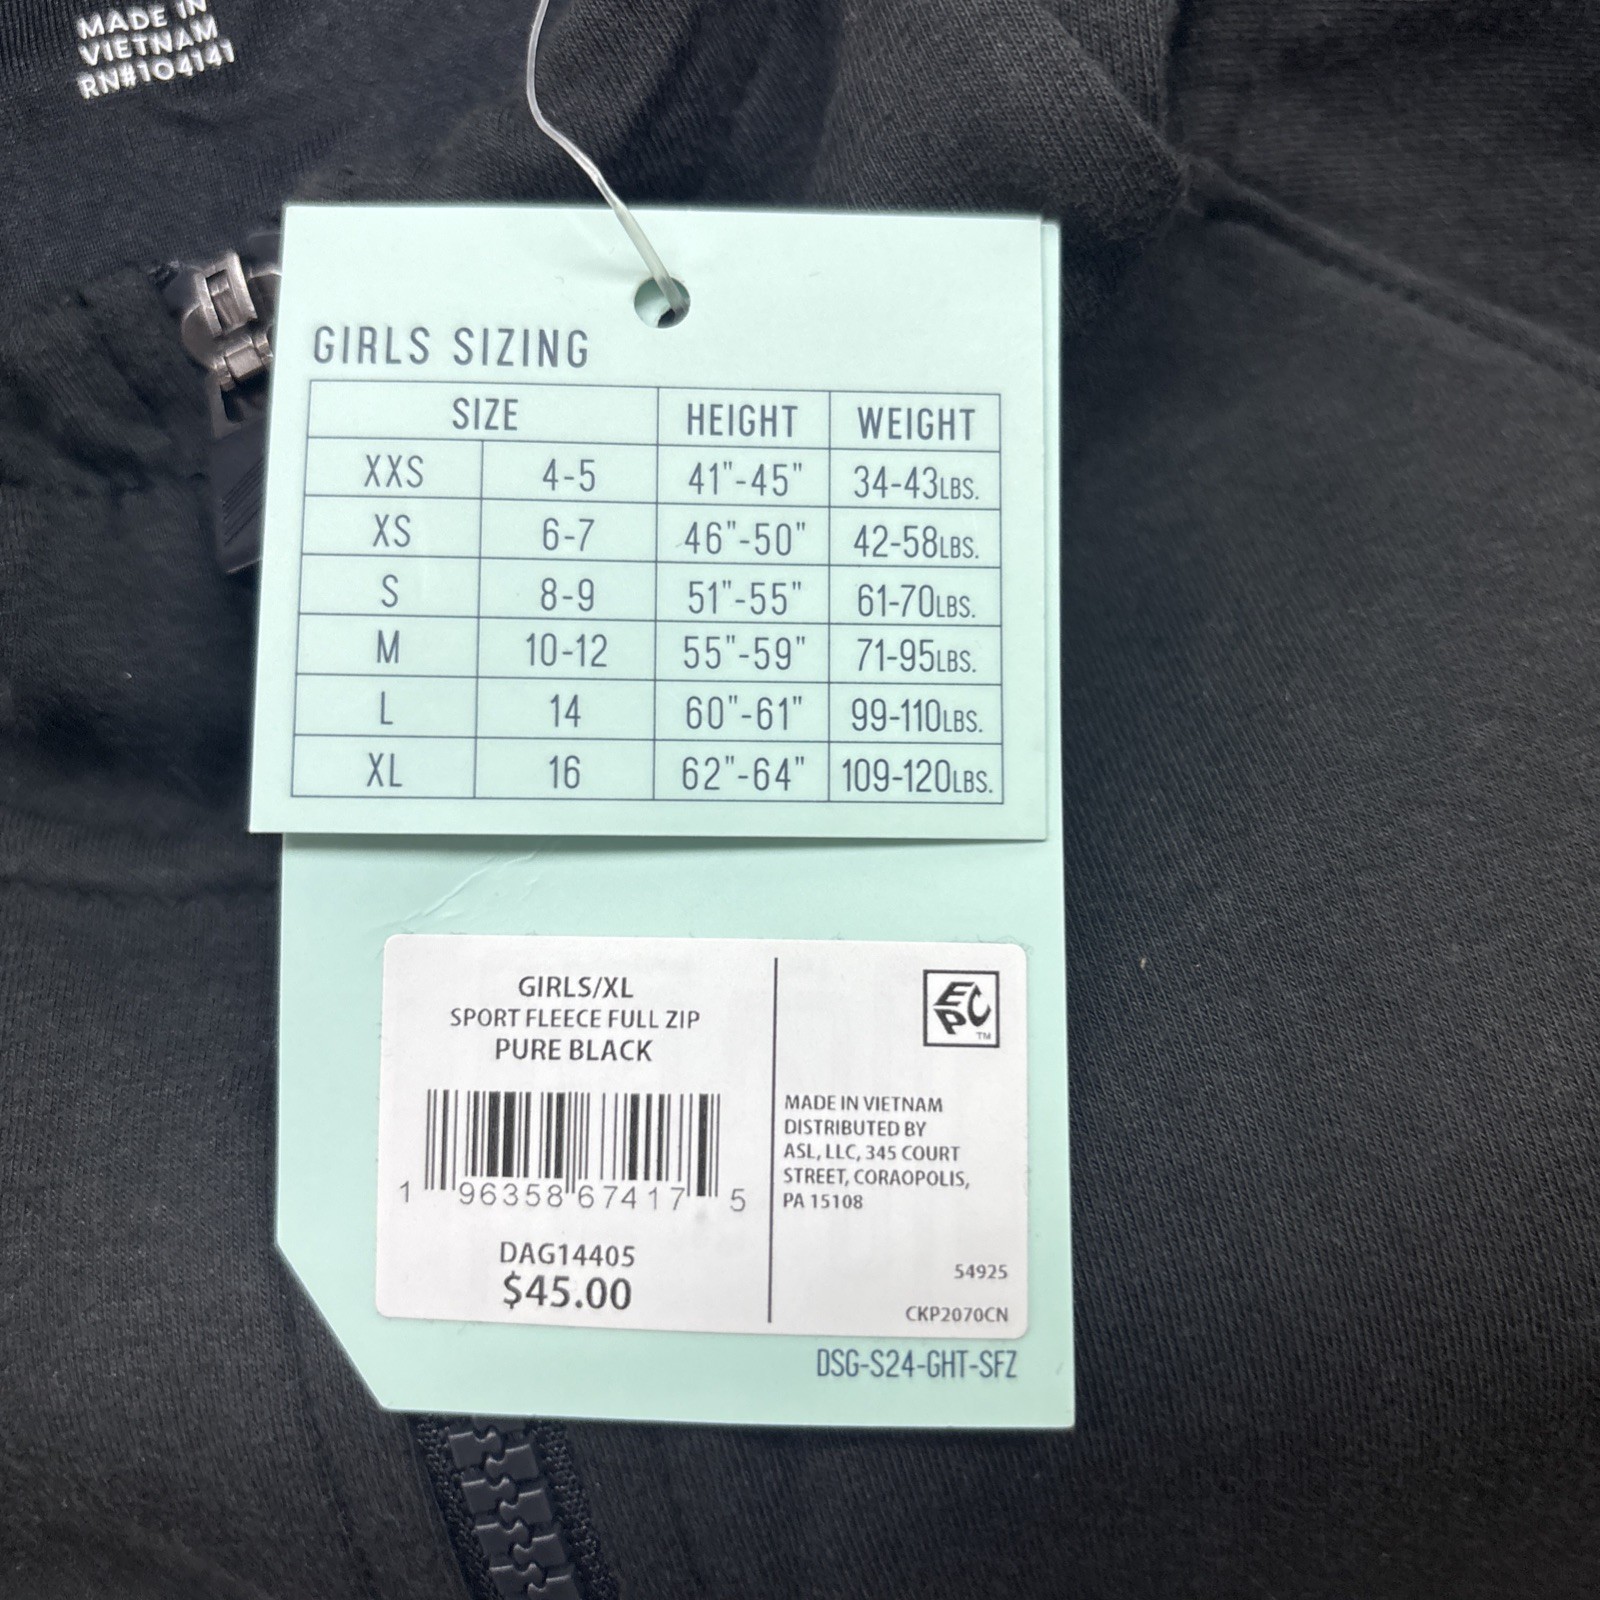 MADE IN
VIETNAM
RN#104141
GIRLS SIZING
SIZE HEIGHT WEIGHT
XXS 4-5 41"-45" 34-43LBS.
XS 6-7 46"-50" 42-58LBS.
S 8-9 51"-55" 61-70LBS.
M 10-12 55"-59" 71-95LBS.
L 14 60"-61" 99-110LBS.
XL 16 62"-64" 109-120LBS.
GIRLS/XL
SPORT FLEECE FULL ZIP
PURE BLACK
1 96358 67417 5
DAG14405
$45.00
ECPC™
MADE IN VIETNAM
DISTRIBUTED BY
ASL, LLC, 345 COURT
STREET, CORAOPOLIS,
PA 15108
54925
CKP2070CN
DSG-S24-GHT-SFZ